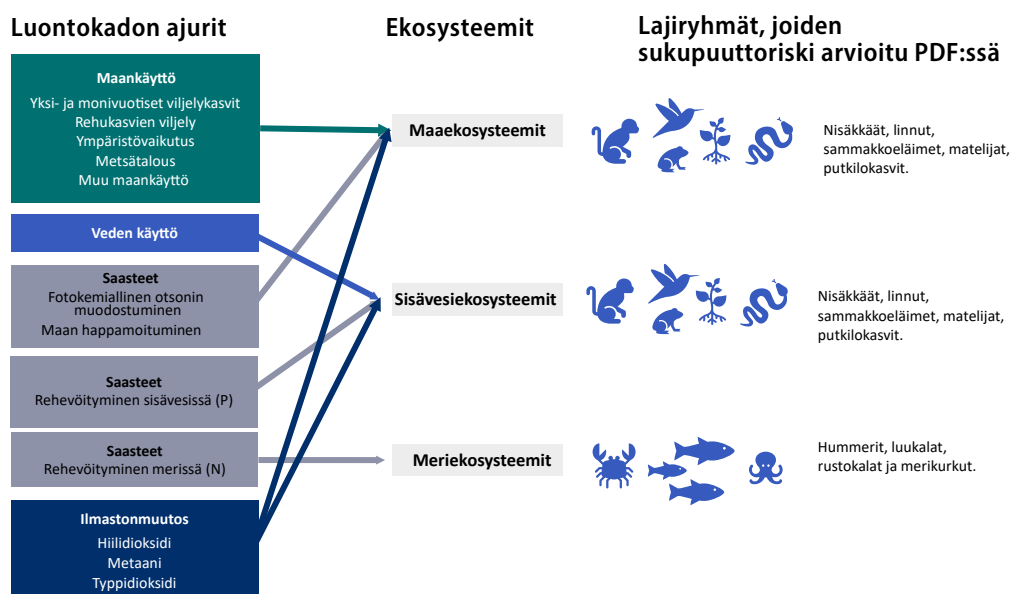 Luontokadon ajurit
Maankäyttö
Yksi- ja monivuotiset viljelykasvit
Rehukasvien viljely
Ympäristövaikutus
Metsätalous
Muu maankäyttö
Veden käyttö
Saasteet
Fotokemiallinen otsonin
muodostuminen
Maan happamoituminen
Saasteet
Rehevöityminen sisävesissä (P)
Saasteet
Rehevöityminen merissä (N)
Ilmastonmuutos
Hiilidioksidi
Metaani
Typpidioksidi
Ekosysteemit
Maaekosysteemit
Sisävesiekosysteemit
Meriekosysteemit
Lajiryhmät, joiden
sukupuuttoriski arvioitu PDF:ssä
Nisäkkäät, linnut,
sammakkoeläimet, matelijat,
putkilokasvit.
Nisäkkäät, linnut,
sammakkoeläimet, matelijat,
putkilokasvit.
Hummerit, luukalat,
rustokalat ja merikurkut.